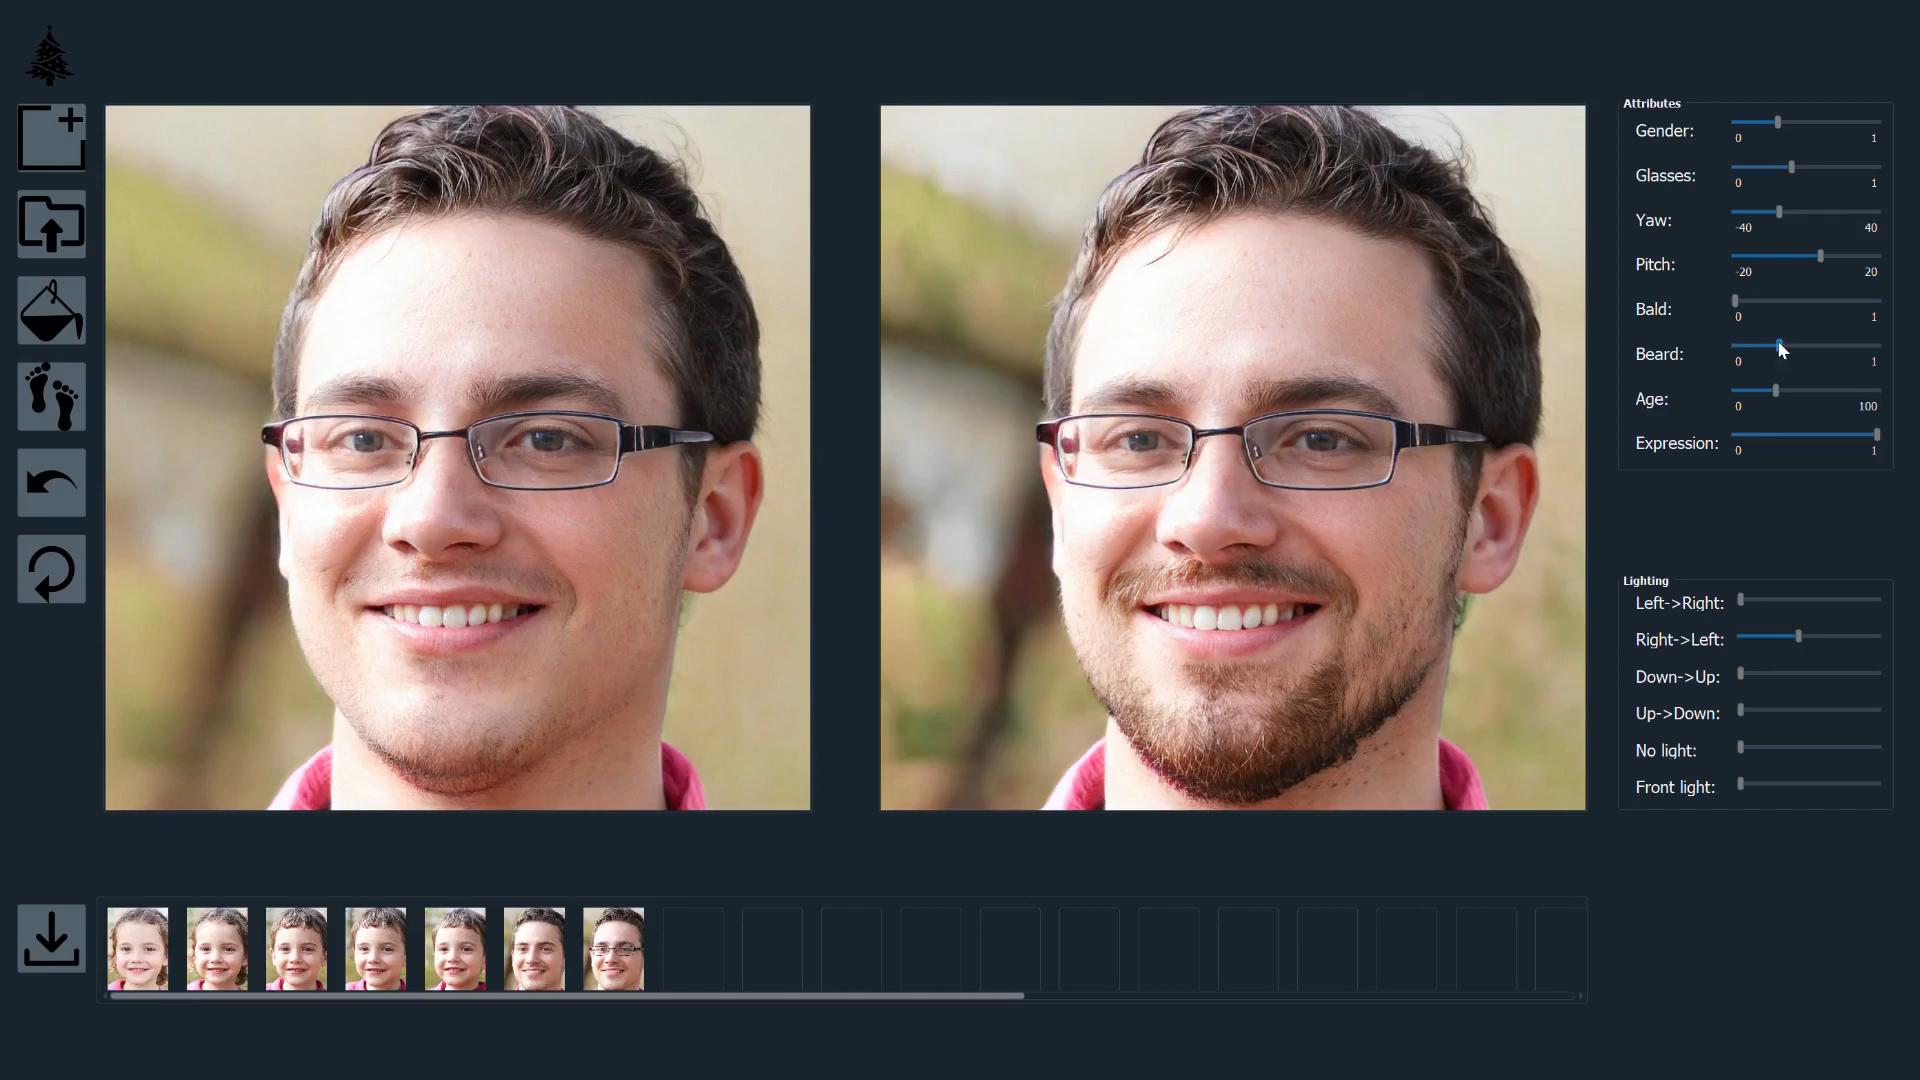 Attributes
Gender:
0 1
Glasses:
0 1
Yaw:
-40 40
Pitch:
-20 20
Bald:
0 1
Beard:
0 1
Age:
0 100
Expression:
0 1
Lighting
Left->Right:
Right->Left:
Down->Up:
Up->Down:
No light:
Front light: